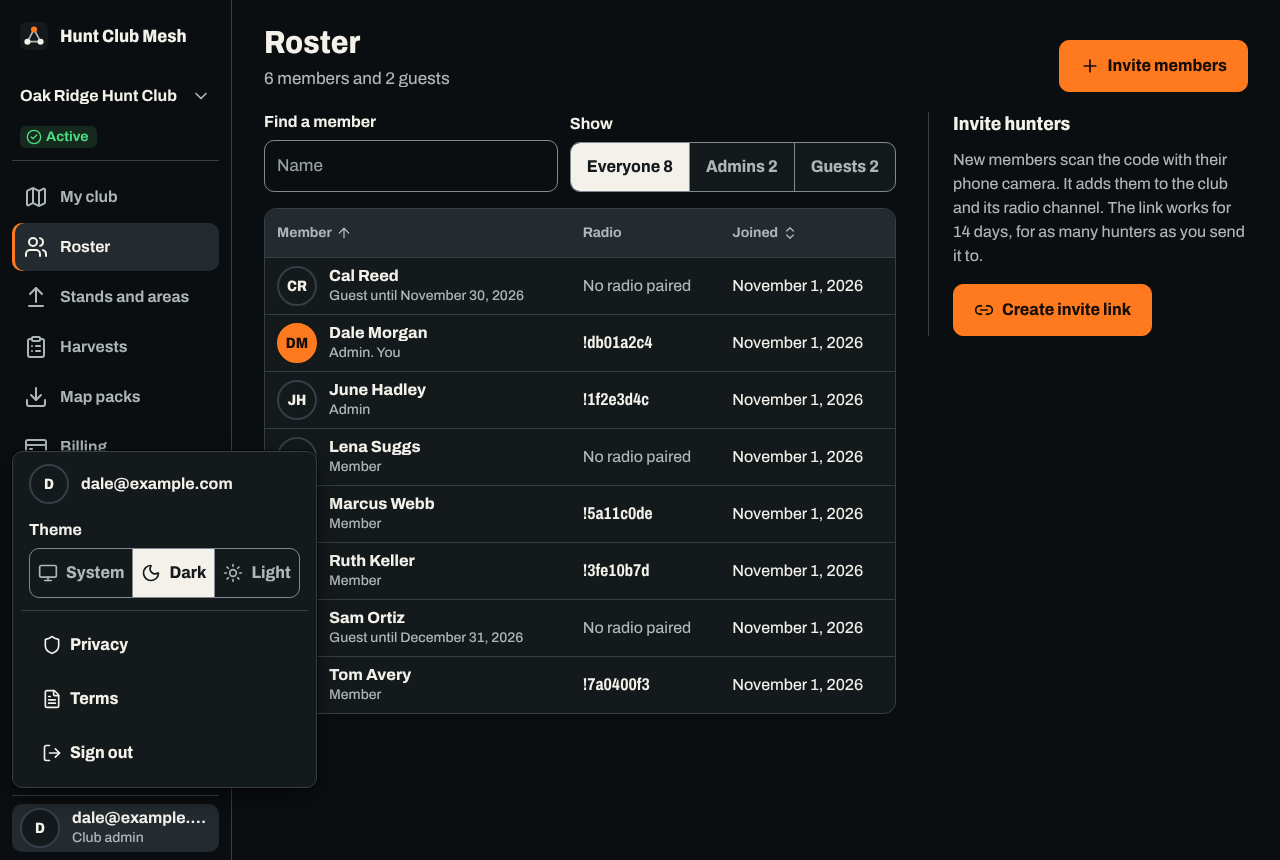 Hunt Club Mesh
Oak Ridge Hunt Club
Active
My club
Roster
Stands and areas
Harvests
Map packs
Billing
D
dale@example.com
Theme
System
Dark
Light
Privacy
Terms
Sign out
D
dale@example....
Club admin
Roster
6 members and 2 guests
Invite members
Find a member
Name
Show
Everyone 8
Admins 2
Guests 2
Member
Radio
Joined
CR
Cal Reed
Guest until November 30, 2026
No radio paired
November 1, 2026
DM
Dale Morgan
Admin. You
!db01a2c4
November 1, 2026
JH
June Hadley
Admin
!1f2e3d4c
November 1, 2026
Lena Suggs
Member
No radio paired
November 1, 2026
Marcus Webb
Member
!5a11c0de
November 1, 2026
Ruth Keller
Member
!3fe10b7d
November 1, 2026
Sam Ortiz
Guest until December 31, 2026
No radio paired
November 1, 2026
Tom Avery
Member
!7a0400f3
November 1, 2026
Invite hunters
New members scan the code with their
phone camera. It adds them to the club
and its radio channel. The link works for
14 days, for as many hunters as you send
it to.
Create invite link